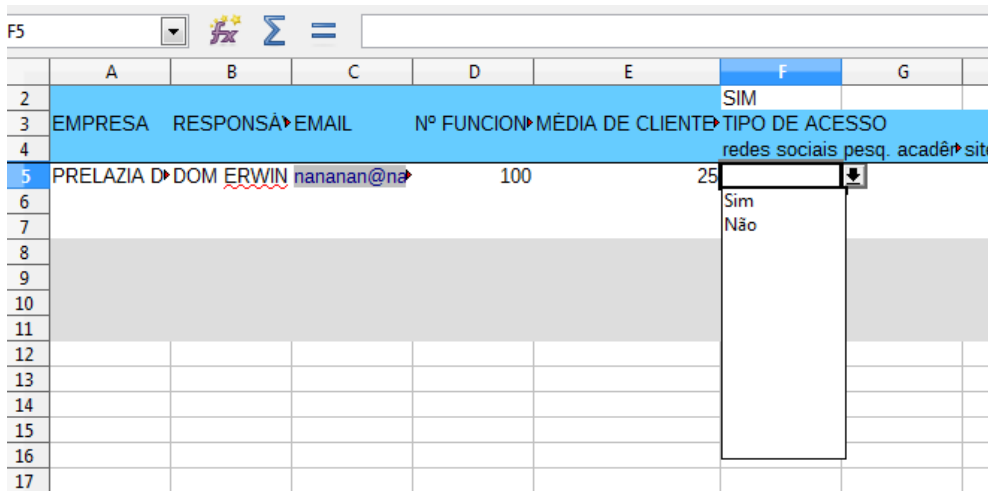 F5
A B C D E F G
2 SIM
3 EMPRESA RESPONSÁ EMAIL Nº FUNCION MÉDIA DE CLIENTE TIPO DE ACESSO
4 redes sociais pesq. acadêr site
5 PRELAZIA D DOM ERWIN nananan@na 100 25
6 Sim
7 Não
8
9
10
11
12
13
14
15
16
17